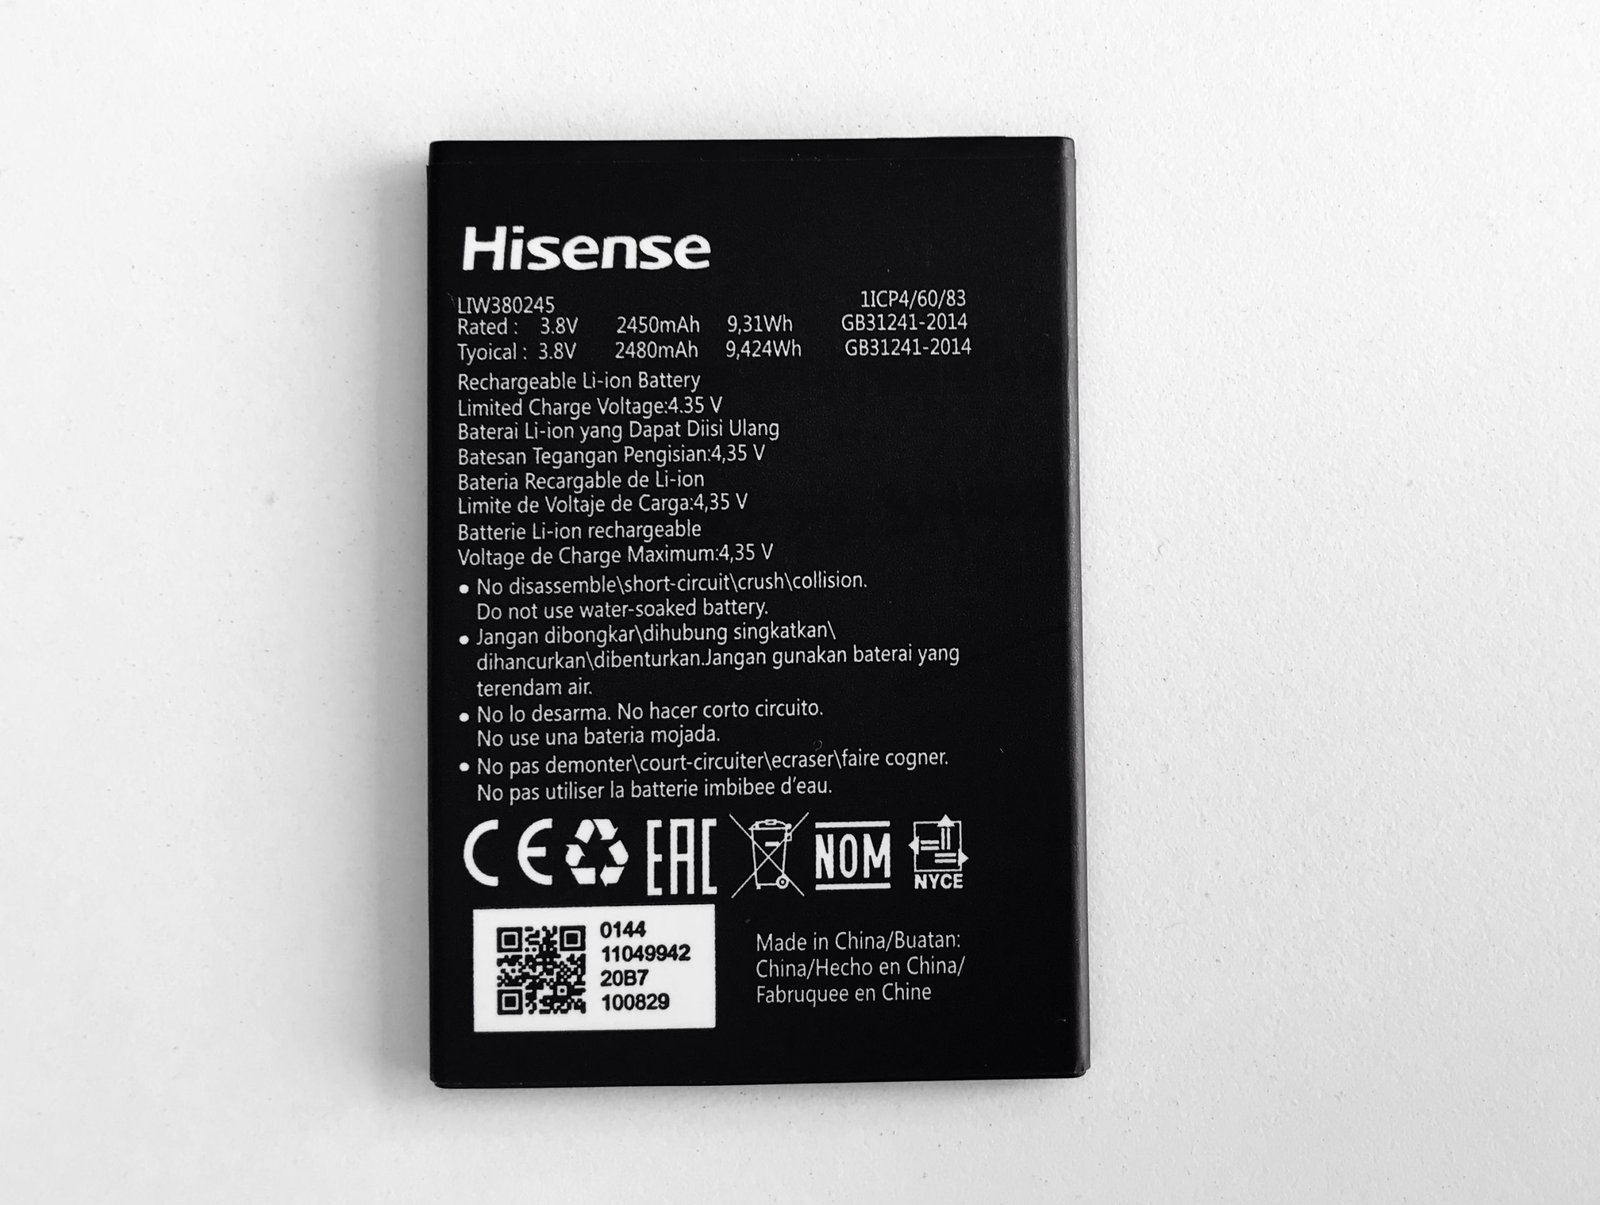 Hisense
LIW380245 1ICP4/60/83
Rated : 3.8V 2450mAh 9,31Wh GB31241-2014
Tyoical : 3.8V 2480mAh 9,424Wh GB31241-2014
Rechargeable Li-ion Battery
Limited Charge Voltage:4.35 V
Baterai Li-ion yang Dapat Diisi Ulang
Batesan Tegangan Pengisian:4,35 V
Bateria Recargable de Li-ion
Limite de Voltaje de Carga:4,35 V
Batterie Li-ion rechargeable
Voltage de Charge Maximum:4,35 V
• No disassemble\short-circuit\crush\collision.
Do not use water-soaked battery.
• Jangan dibongkar\dihubung singkatkan\
dihancurkan\dibenturkan.Jangan gunakan baterai yang
terendam air.
• No lo desarma. No hacer corto circuito.
No use una bateria mojada.
• No pas demonter\court-circuiter\ecraser\faire cogner.
No pas utiliser la batterie imbibee d'eau.
CE EAC NOM NYCE
0144
11049942
20B7
100829
Made in China/Buatan:
China/Hecho en China/
Fabruquee en Chine